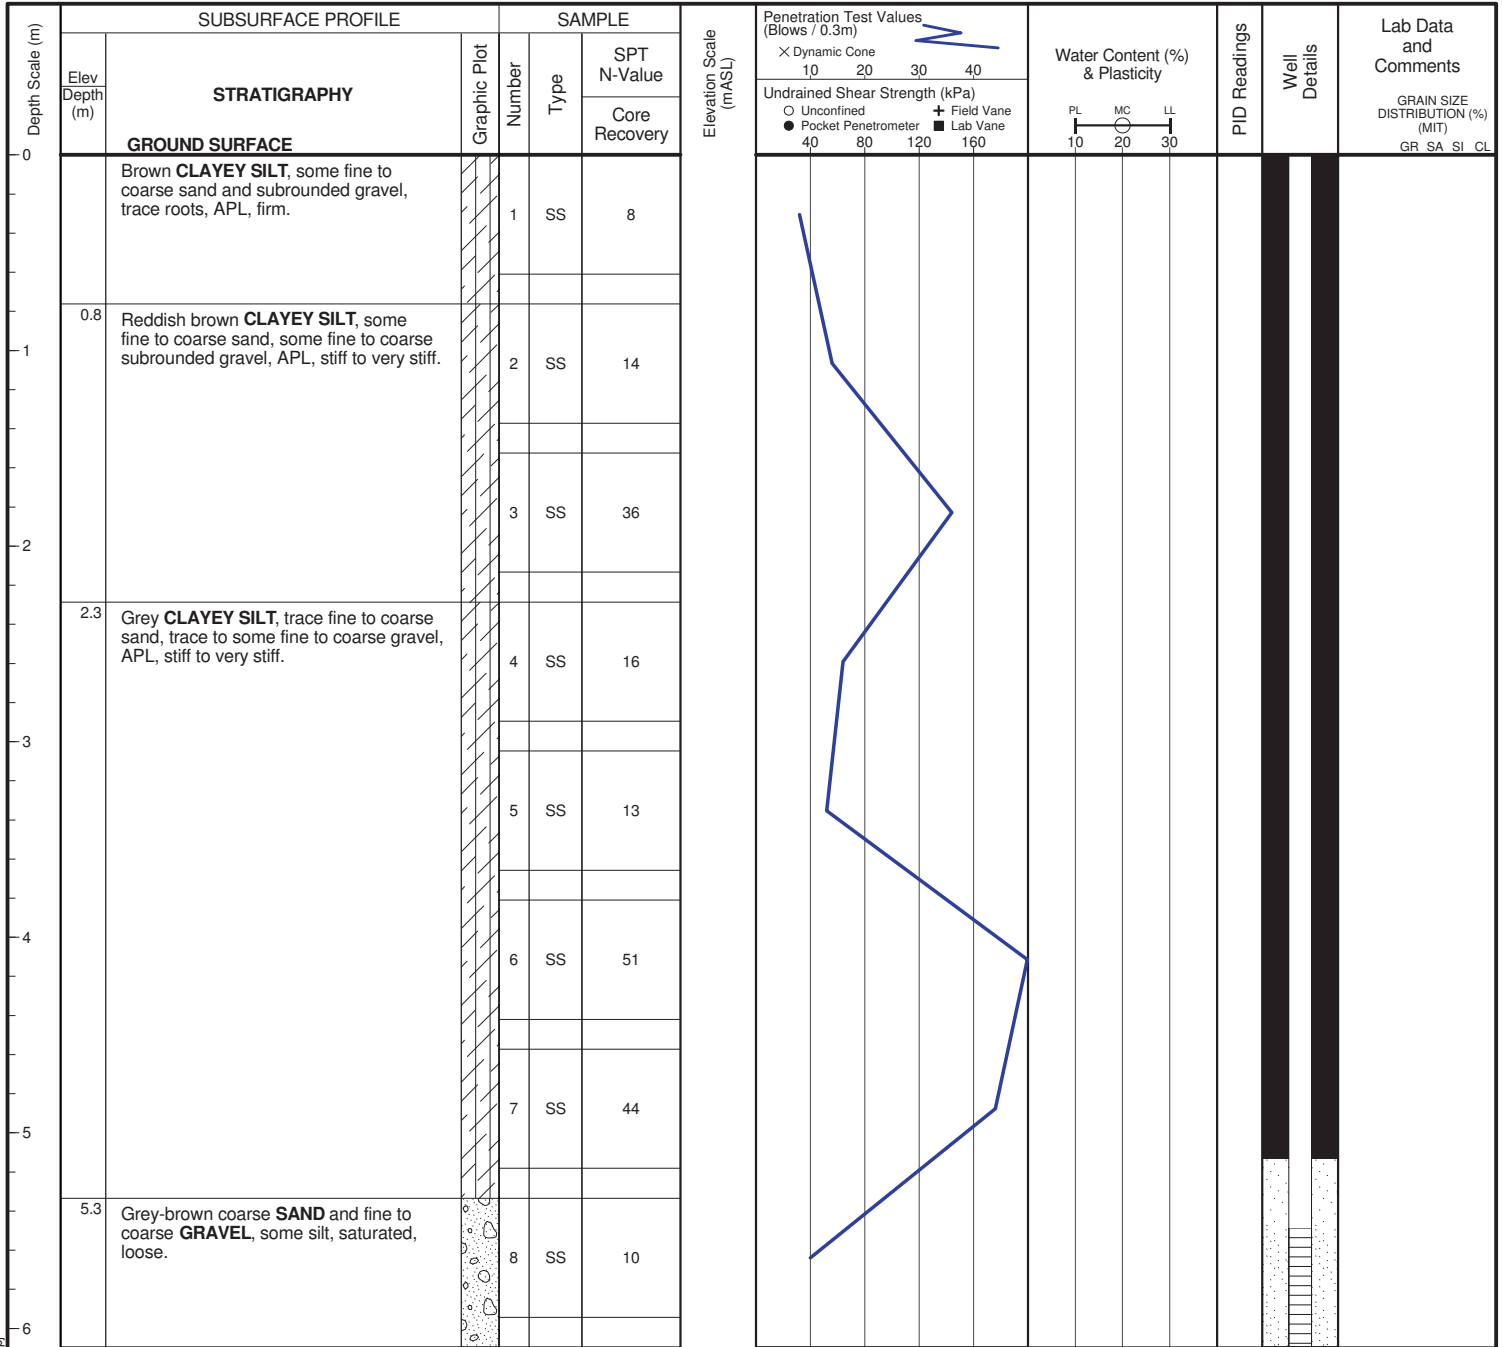 SUBSURFACE PROFILE
SAMPLE
Depth Scale (m)
Elev
Depth
(m)
STRATIGRAPHY
GROUND SURFACE
Graphic Plot
Number
Type
SPT
N-Value
Core
Recovery
Elevation Scale
(mASL)
Penetration Test Values
(Blows / 0.3m)
× Dynamic Cone
10 20 30 40
Undrained Shear Strength (kPa)
Unconfined + Field Vane
Pocket Penetrometer Lab Vane
40 80 120 160
Water Content (%)
& Plasticity
PL MC LL
10 20 30
PID Readings
Well
Details
Lab Data
and
Comments
GRAIN SIZE
DISTRIBUTION (%)
(MIT)
GR SA SI CL
0
Brown CLAYEY SILT, some fine to
coarse sand and subrounded gravel,
trace roots, APL, firm.
1 SS 8
0.8
Reddish brown CLAYEY SILT, some
fine to coarse sand, some fine to coarse
subrounded gravel, APL, stiff to very stiff.
1
2 SS 14
3 SS 36
2
2.3
Grey CLAYEY SILT, trace fine to coarse
sand, trace to some fine to coarse gravel,
APL, stiff to very stiff.
4 SS 16
3
5 SS 13
4
6 SS 51
7 SS 44
5
5.3
Grey-brown coarse SAND and fine to
coarse GRAVEL, some silt, saturated,
loose.
8 SS 10
6